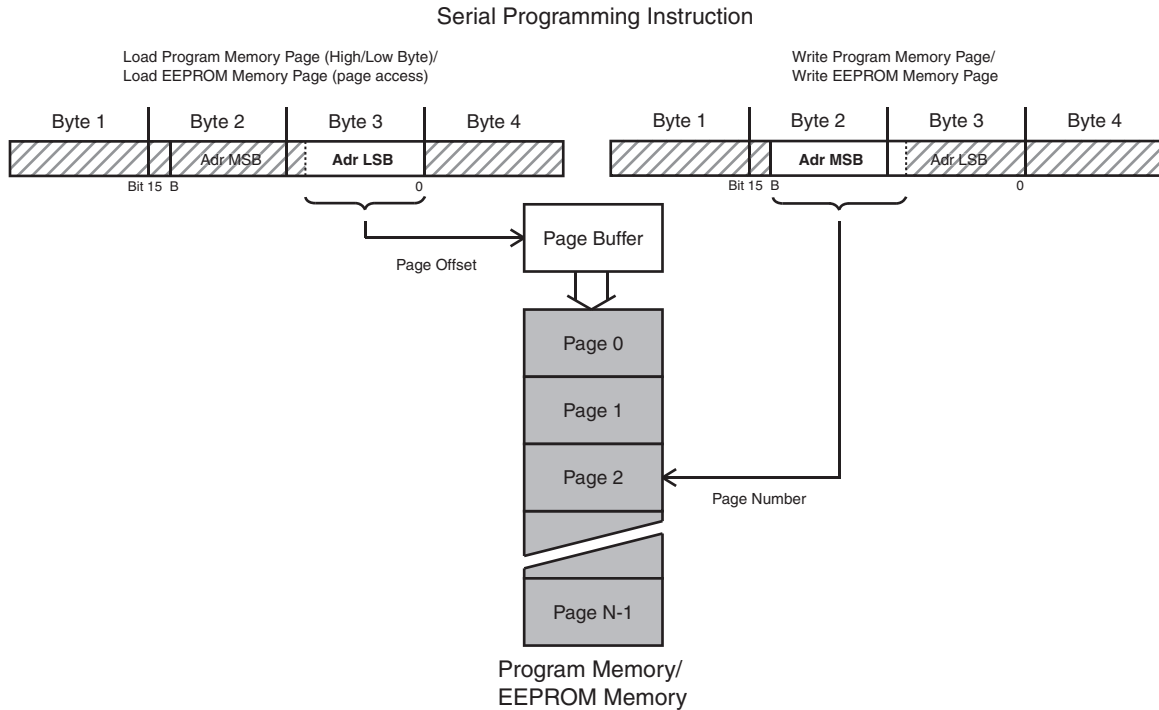 Serial Programming Instruction
Load Program Memory Page (High/Low Byte)/
Load EEPROM Memory Page (page access)
Write Program Memory Page/
Write EEPROM Memory Page
Byte 1 Byte 2 Byte 3 Byte 4
Adr MSB Adr LSB
Bit 15 B 0
Byte 1 Byte 2 Byte 3 Byte 4
Adr MSB Adr LSB
Bit 15 B 0
Page Buffer
Page Offset
Page 0
Page 1
Page 2
Page Number
Page N-1
Program Memory/
EEPROM Memory